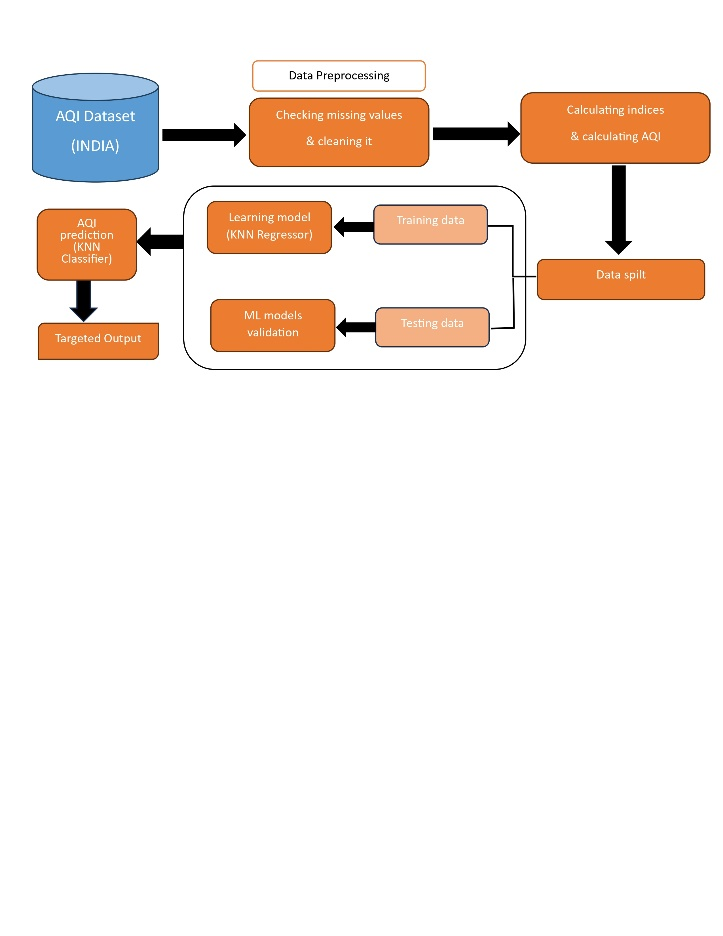 Data Preprocessing
AQI Dataset
(INDIA)
Checking missing values
& cleaning it
Calculating indices
& calculating AQI
AQI
prediction
(KNN
Classifier)
Learning model
(KNN Regressor)
Training data
Data spilt
ML models
validation
Testing data
Targeted Output